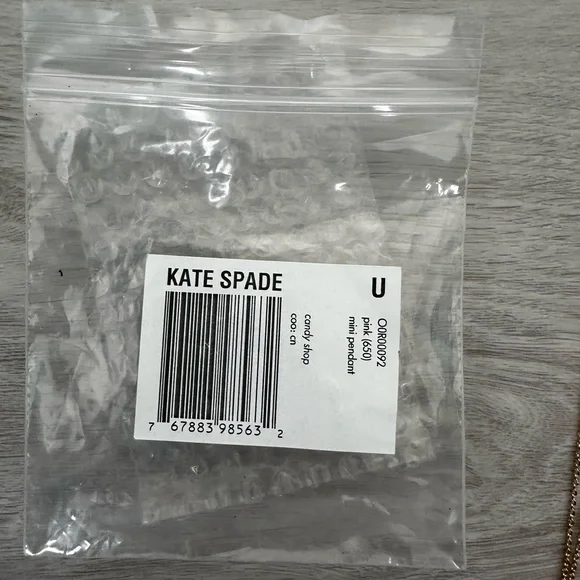 KATE SPADE
U
O0R00092
pink (650)
mini pendant
candy shop
coo: cn
7 67883 98563 2